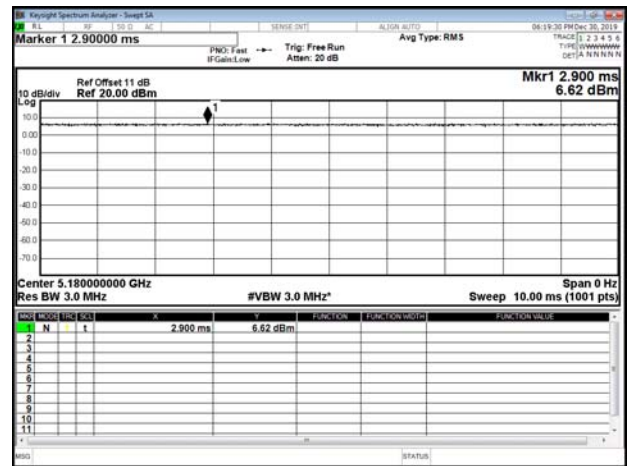 Keysight Spectrum Analyzer - Swept SA
RL RF 50 Ω AC SENSE:INT ALIGN AUTO 06:19:30 PM Dec 30, 2019
Marker 1 2.90000 ms
PNO: Fast Trig: Free Run Avg Type: RMS TRACE 1 2 3 4 5 6
IFGain:Low Atten: 20 dB TYPE WWWWWW
DET A N N N N N
Mkr1 2.900 ms
Ref Offset 11 dB
10 dB/div Ref 20.00 dBm 6.62 dBm
Log
1
10.0
0.00
-10.0
-20.0
-30.0
-40.0
-50.0
-60.0
-70.0
Center 5.180000000 GHz Span 0 Hz
Res BW 3.0 MHz #VBW 3.0 MHz* Sweep 10.00 ms (1001 pts)
MKR MODE TRC SCL X Y FUNCTION FUNCTION WIDTH FUNCTION VALUE
1 N 1 t 2.900 ms 6.62 dBm
2
3
4
5
6
7
8
9
10
11
MSG STATUS